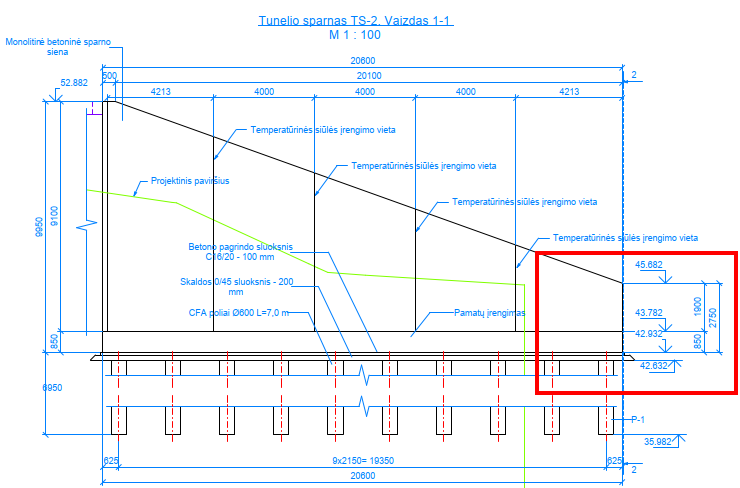 Tunelio sparnas TS-2. Vaizdas 1-1
M 1 : 100
Monolitinė betoninė sparno
siena
20600
500
20100
2
52.882
4213
4000
4000
4000
4213
Temperatūrinės siūlės įrengimo vieta
Temperatūrinės siūlės įrengimo vieta
Projektinis paviršius
Temperatūrinės siūlės įrengimo vieta
9950
9100
Temperatūrinės siūlės įrengimo vieta
Betono pagrindo sluoksnis
C16/20 - 100 mm
45.682
Skaldos 0/45 sluoksnis - 200
mm
CFA poliai Ø600 L=7,0 m
Pamatų įrengimas
43.782
1900
2750
850
42.932
850
42.632
6950
P-1
35.982
625
9x2150= 19350
625
2
20600